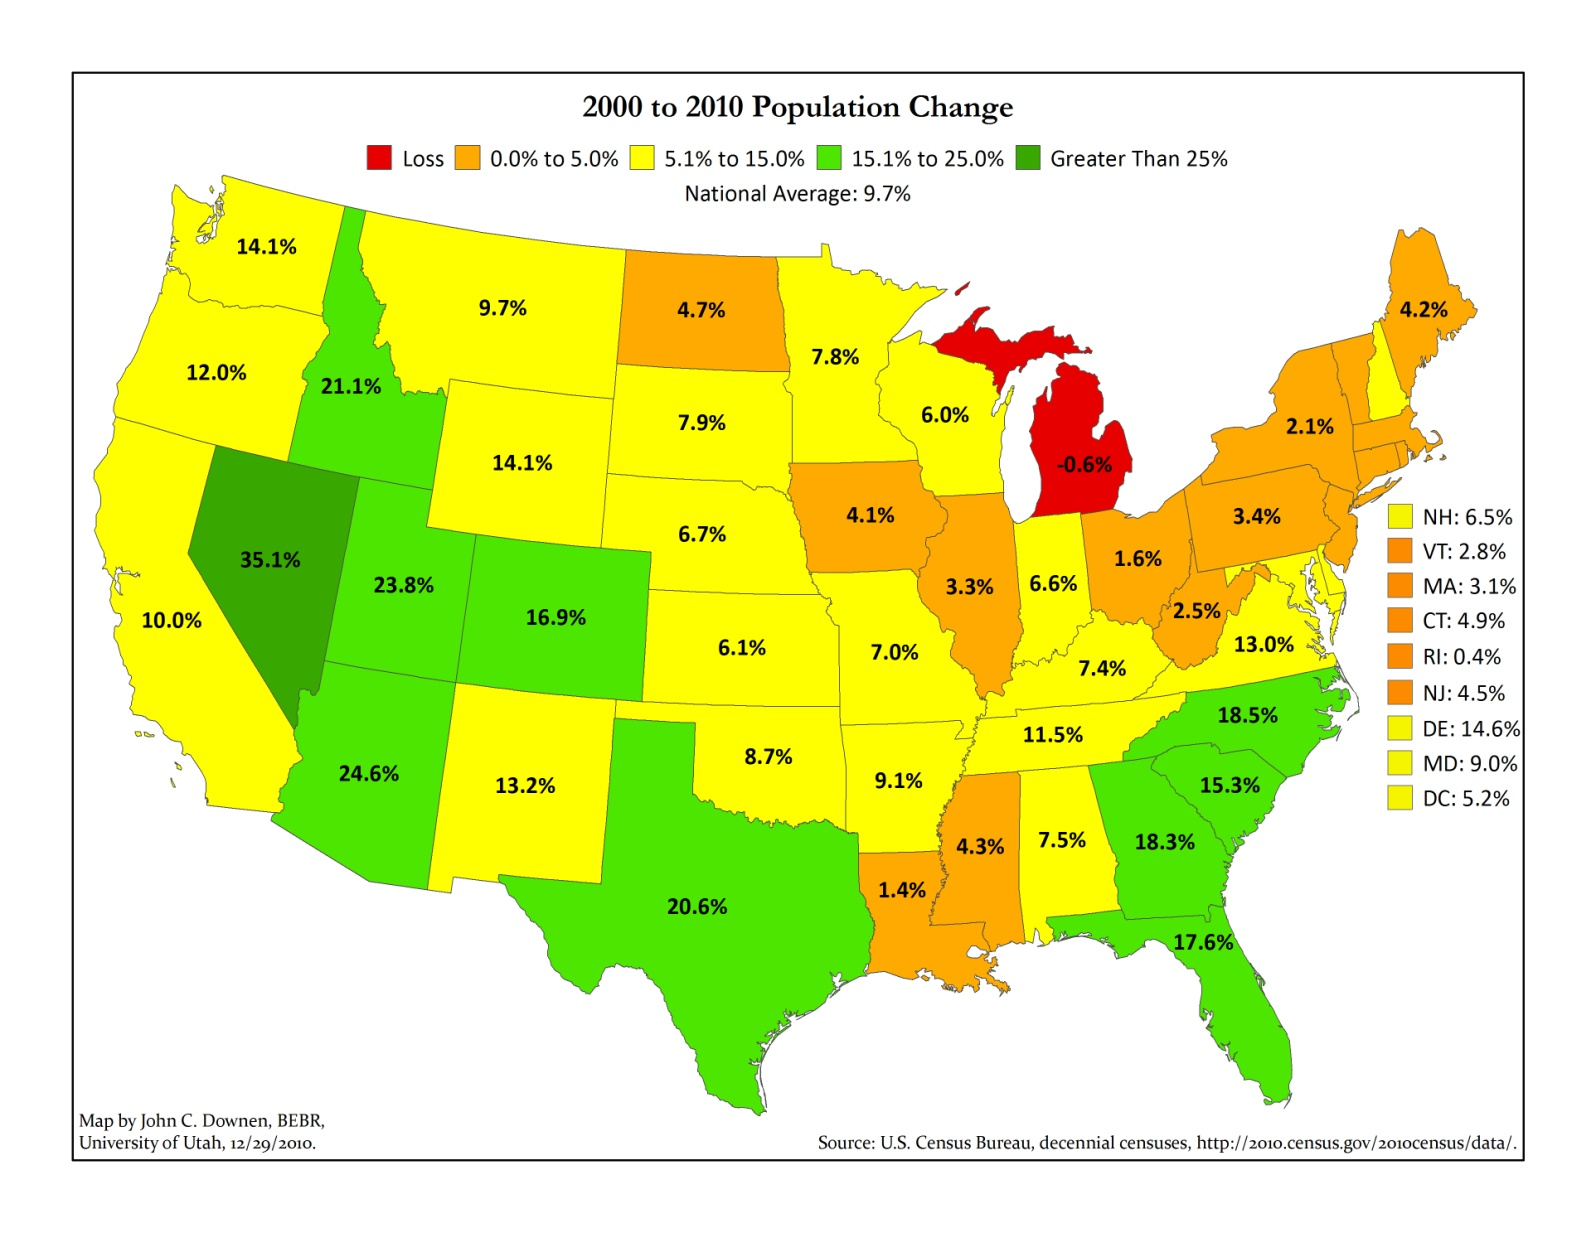 2000 to 2010 Population Change
Loss 0.0% to 5.0% 5.1% to 15.0% 15.1% to 25.0% Greater Than 25%
National Average: 9.7%
14.1%
9.7%
4.7%
4.2%
7.8%
12.0%
21.1%
6.0%
7.9%
2.1%
14.1%
-0.6%
4.1%
3.4%
NH: 6.5%
6.7%
VT: 2.8%
35.1%
1.6%
23.8%
3.3%
6.6%
MA: 3.1%
16.9%
2.5%
10.0%
CT: 4.9%
6.1%
7.0%
13.0%
RI: 0.4%
7.4%
NJ: 4.5%
18.5%
11.5%
DE: 14.6%
8.7%
MD: 9.0%
24.6%
13.2%
9.1%
15.3%
DC: 5.2%
4.3%
7.5%
18.3%
1.4%
20.6%
17.6%
Map by John C. Downen, BEBR,
University of Utah, 12/29/2010.
Source: U.S. Census Bureau, decennial censuses, http://2010.census.gov/2010census/data/.